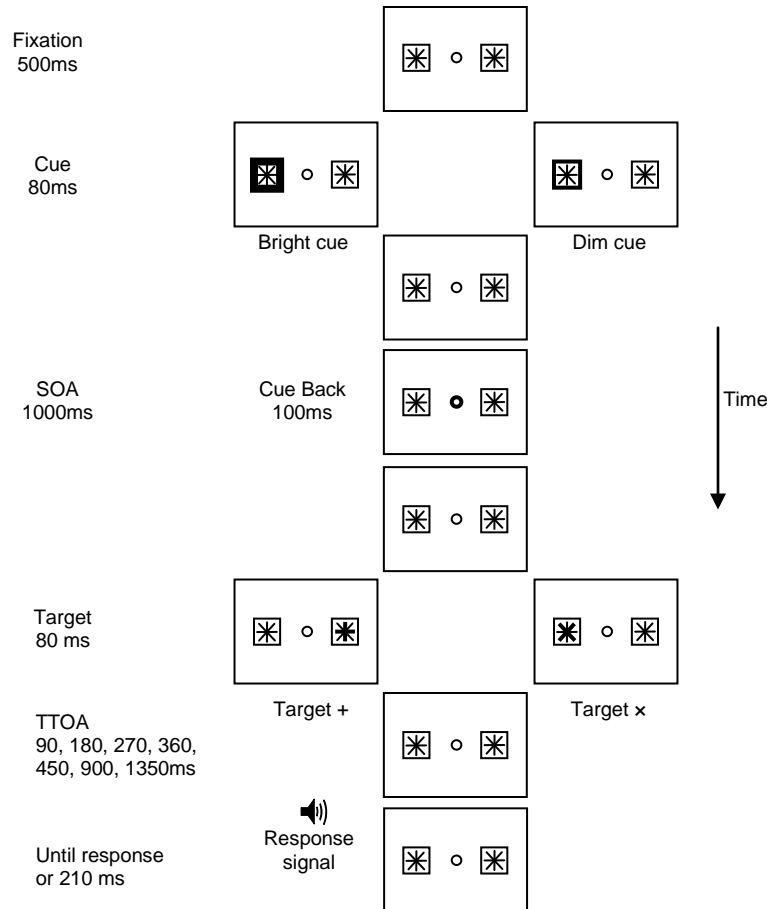 Fixation
500ms
Cue
80ms
Bright cue
Dim cue
SOA
1000ms
Cue Back
100ms
Time
Target
80 ms
Target +
Target ×
TTOA
90, 180, 270, 360,
450, 900, 1350ms
Response
signal
Until response
or 210 ms